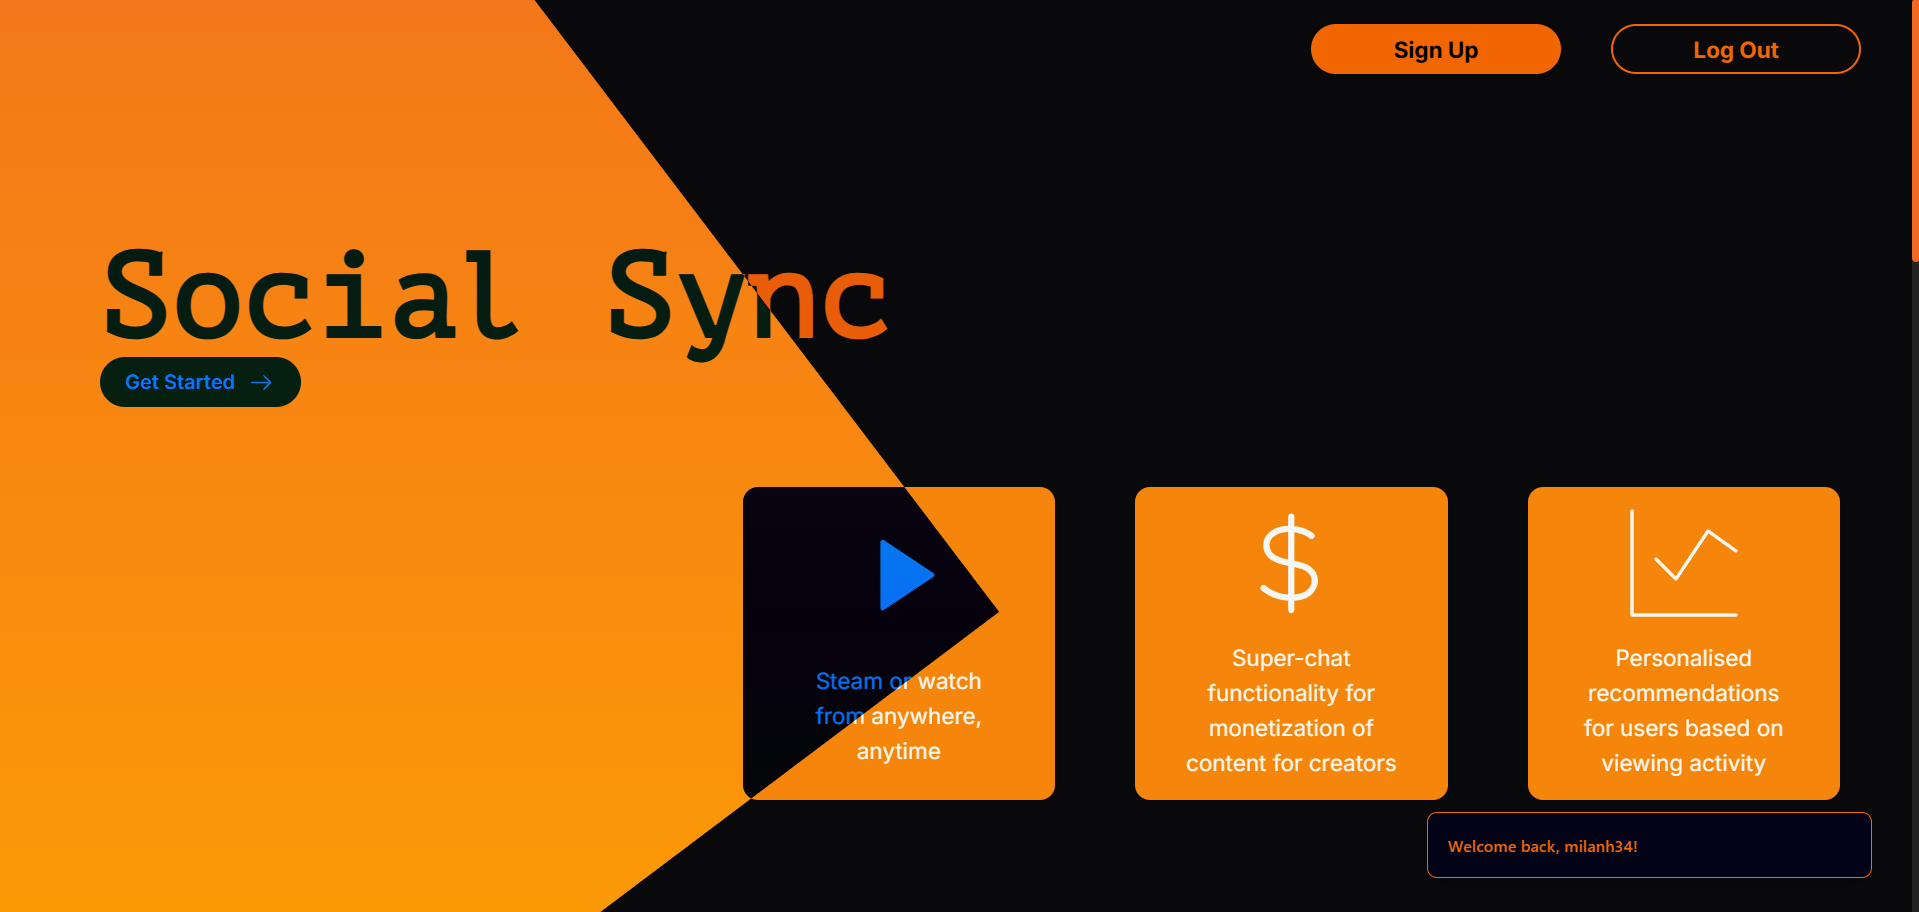 Sign Up
Log Out
Social Sync
Get Started
Steam or watch
from anywhere,
anytime
Super-chat
functionality for
monetization of
content for creators
Personalised
recommendations
for users based on
viewing activity
Welcome back, milanh34!